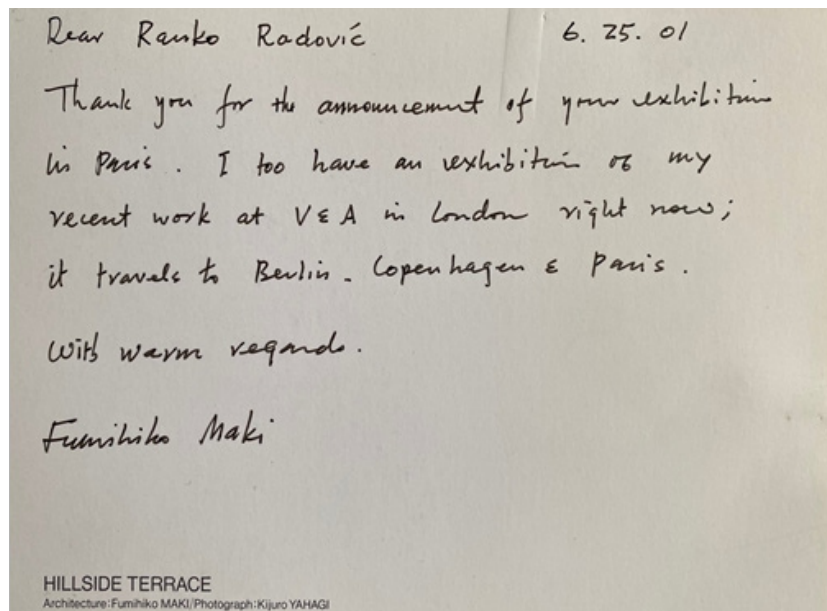 Dear Ranko Radović 6. 25. 01
Thank you for the announcement of your exhibition
in Paris. I too have an exhibition of my
recent work at V & A in London right now;
it travels to Berlin. Copenhagen & Paris.
With warm regards.
Fumihiko Maki
HILLSIDE TERRACE
Architecture:Fumihiko MAKI/Photograph:Kijuro YAHAGI